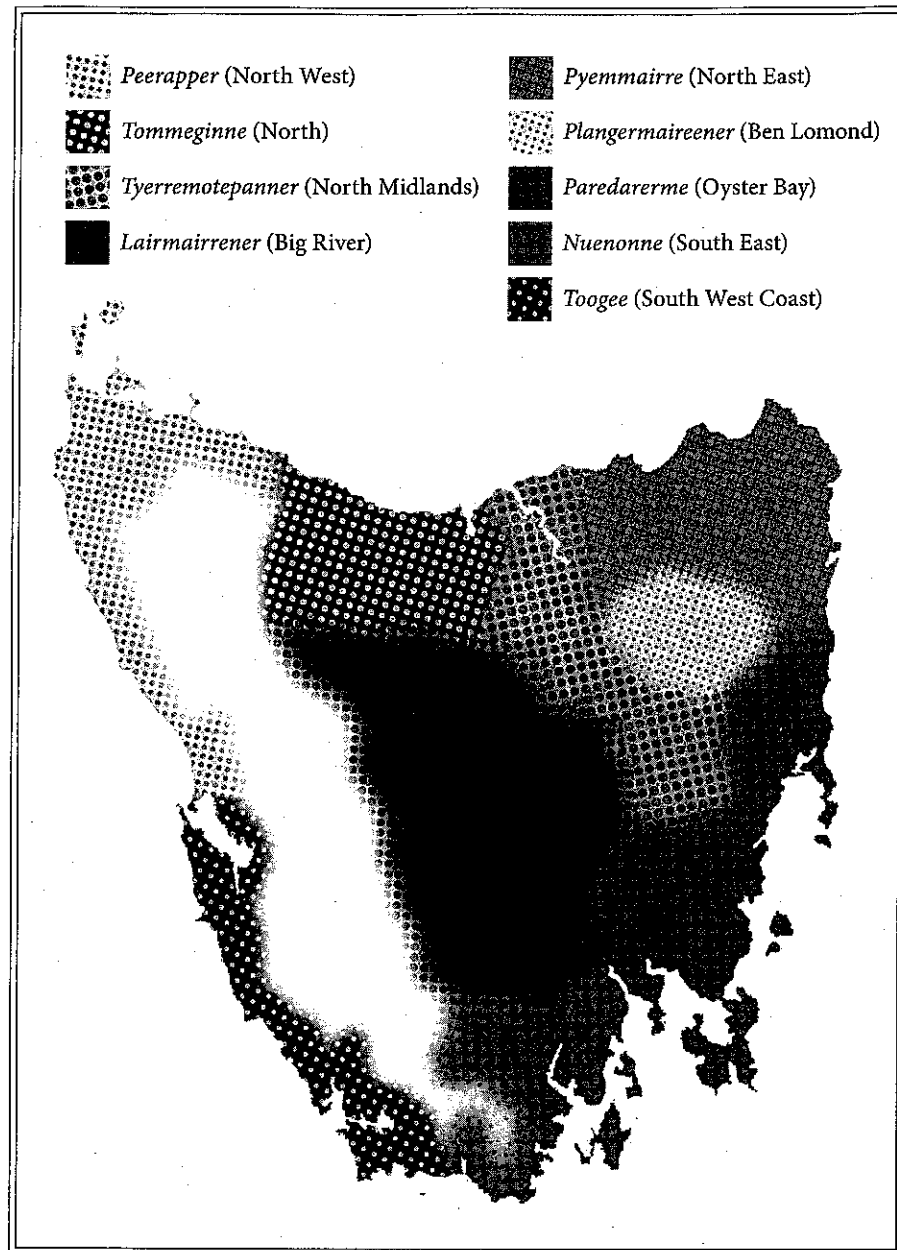 Peerapper (North West)
Tommeginne (North)
Tyerremotepanner (North Midlands)
Lairmairrener (Big River)
Pyemmairre (North East)
Plangermaireener (Ben Lomond)
Paredarerme (Oyster Bay)
Nuenonne (South East)
Toogee (South West Coast)